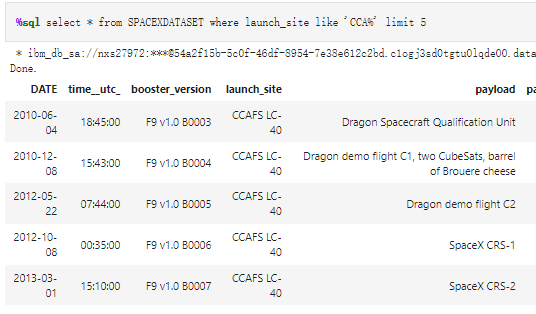 %sql select * from SPACEXDATASET where launch_site like 'CCA%' limit 5
* ibm_db_sa://nxs27972:***@54a2f15b-5c0f-46df-8954-7e38e612c2bd.c1ogj3sd0tgtu0lqde00.data
Done.
DATE time__utc_ booster_version launch_site payload pa
2010-06-
04 18:45:00 F9 v1.0 B0003 CCAFS LC-
40 Dragon Spacecraft Qualification Unit
2010-12-
08 15:43:00 F9 v1.0 B0004 CCAFS LC-
40 Dragon demo flight C1, two CubeSats, barrel
of Brouere cheese
2012-05-
22 07:44:00 F9 v1.0 B0005 CCAFS LC-
40 Dragon demo flight C2
2012-10-
08 00:35:00 F9 v1.0 B0006 CCAFS LC-
40 SpaceX CRS-1
2013-03-
01 15:10:00 F9 v1.0 B0007 CCAFS LC-
40 SpaceX CRS-2